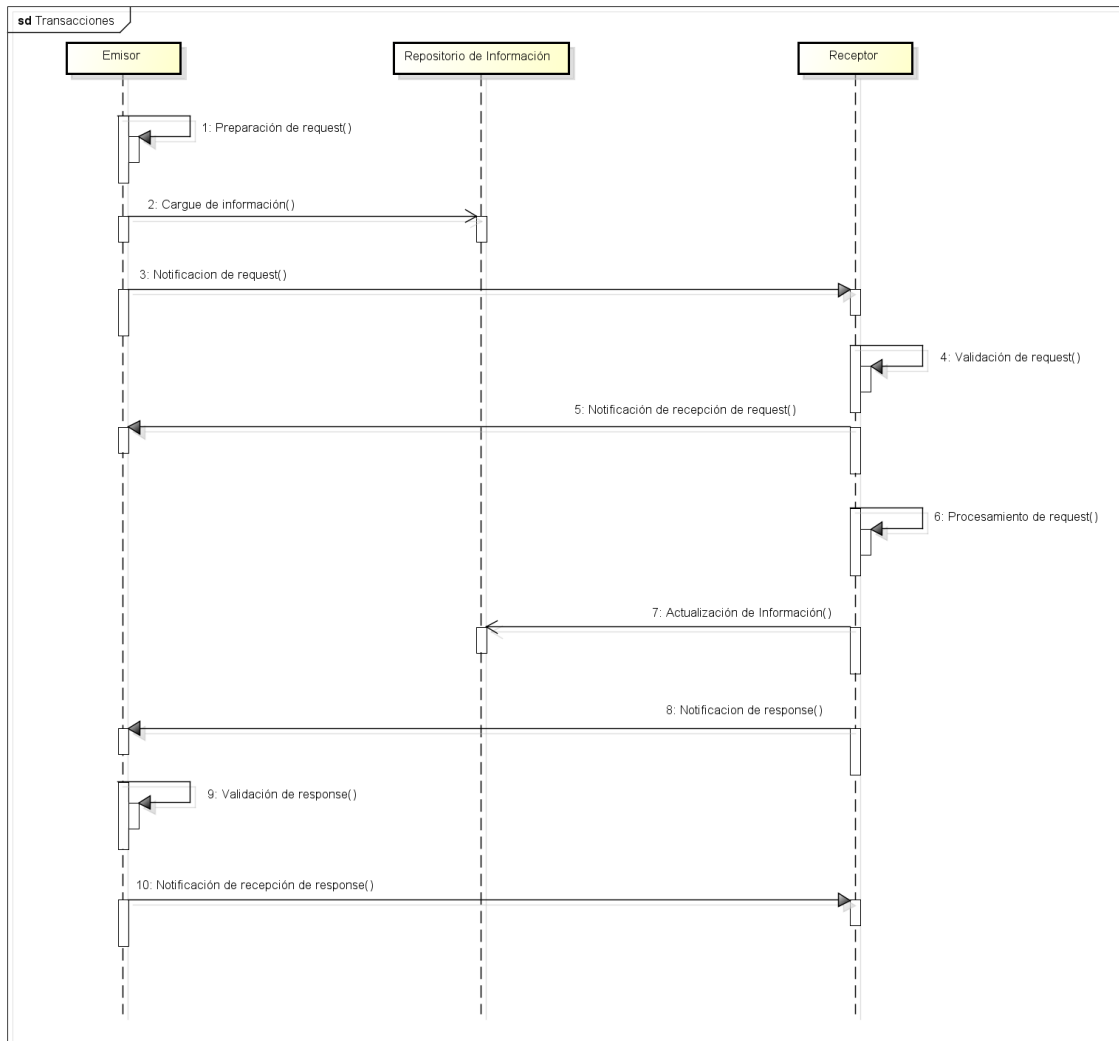 sd Transacciones
Emisor
Repositorio de Información
Receptor
1: Preparación de request()
2: Cargue de información()
3: Notificacion de request()
4: Validación de request()
5: Notificación de recepción de request()
6: Procesamiento de request()
7: Actualización de Información()
8: Notificacion de response()
9: Validación de response()
10: Notificación de recepción de response()